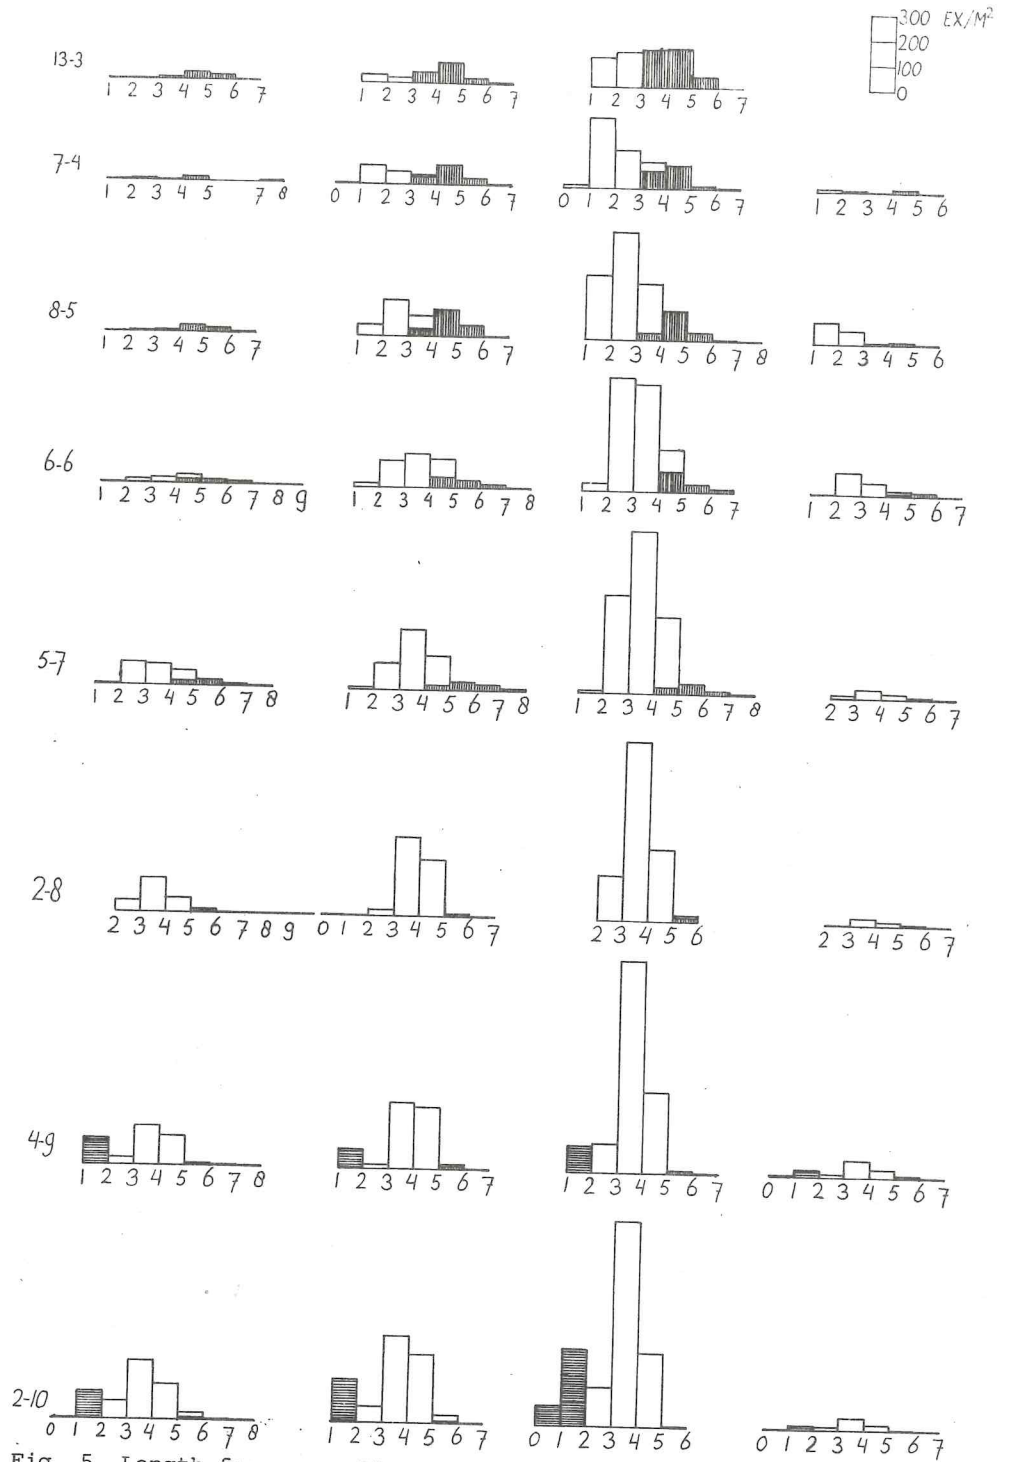 300 EX/M²
200
100
0
13-3
1 2 3 4 5 6 7
1 2 3 4 5 6 7
1 2 3 4 5 6 7
7-4
1 2 3 4 5 7 8
0 1 2 3 4 5 6 7
0 1 2 3 4 5 6 7
1 2 3 4 5 6
8-5
1 2 3 4 5 6 7
1 2 3 4 5 6 7
1 2 3 4 5 6 7 8
1 2 3 4 5 6
6-6
1 2 3 4 5 6 7 8 9
1 2 3 4 5 6 7 8
1 2 3 4 5 6 7
1 2 3 4 5 6 7
5-7
1 2 3 4 5 6 7 8
1 2 3 4 5 6 7 8
1 2 3 4 5 6 7 8
2 3 4 5 6 7
2-8
2 3 4 5 6 7 8 9
0 1 2 3 4 5 6 7
2 3 4 5 6
2 3 4 5 6 7
4-9
1 2 3 4 5 6 7 8
1 2 3 4 5 6 7
1 2 3 4 5 6 7
0 1 2 3 4 5 6 7
2-10
0 1 2 3 4 5 6 7 8
1 2 3 4 5 6 7
0 1 2 3 4 5 6
0 1 2 3 4 5 6 7
Fig. 5. Length